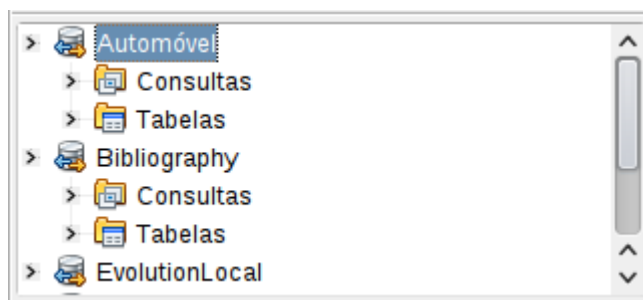 Automóvel
Consultas
Tabelas
Bibliography
Consultas
Tabelas
EvolutionLocal